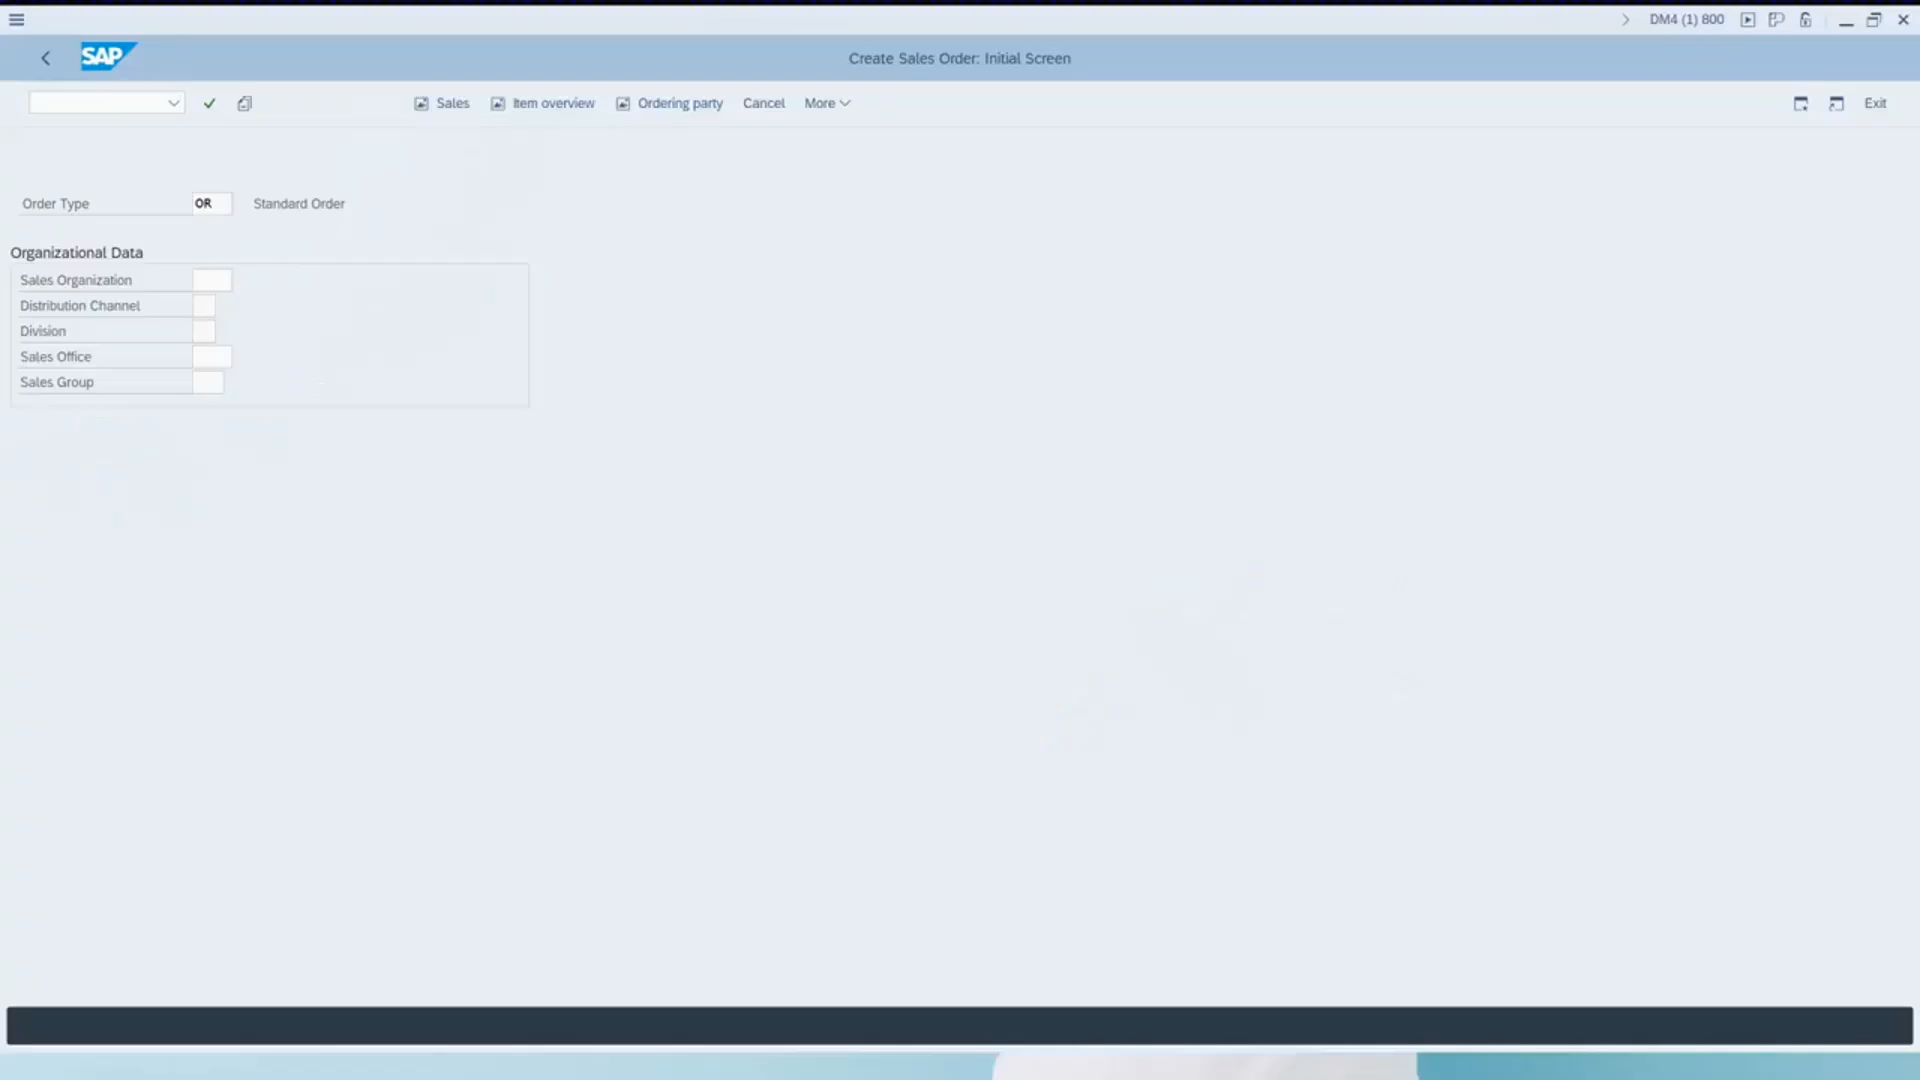 DM4 (1) 800
SAP
Create Sales Order: Initial Screen
Sales Item overview Ordering party Cancel More Exit
Order Type OR Standard Order
Organizational Data
Sales Organization
Distribution Channel
Division
Sales Office
Sales Group